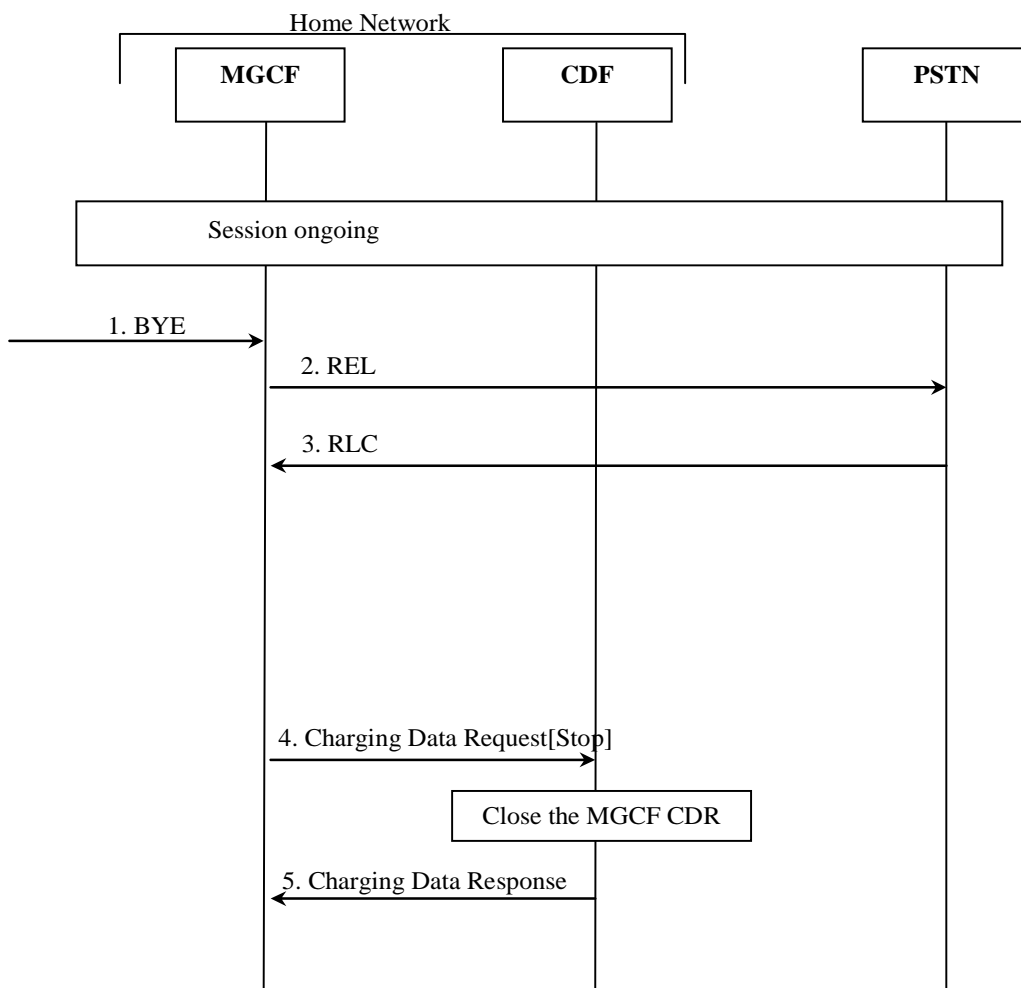 Home Network
MGCF
CDF
PSTN
Session ongoing
1. BYE
2. REL
3. RLC
4. Charging Data Request[Stop]
Close the MGCF CDR
5. Charging Data Response